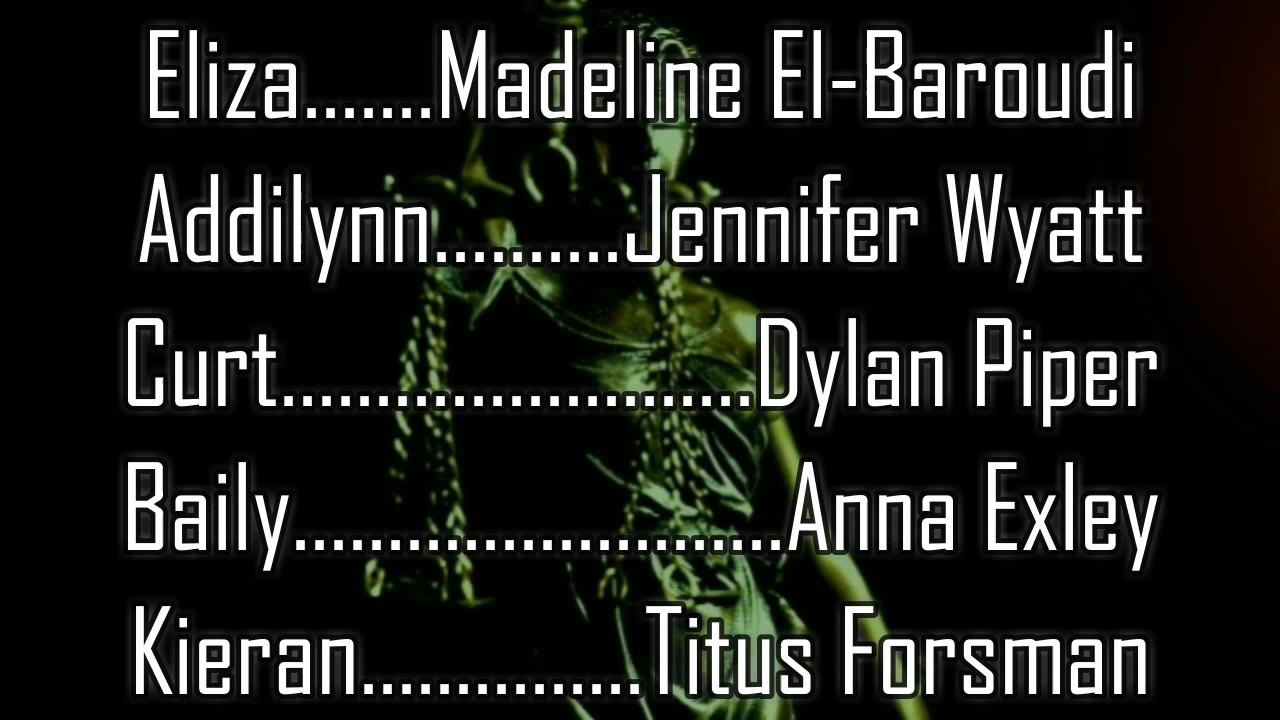 Eliza.......Madeline El-Baroudi
Addilynn..........Jennifer Wyatt
Curt.........................Dylan Piper
Baily..........................Anna Exley
Kieran...............Titus Forsman